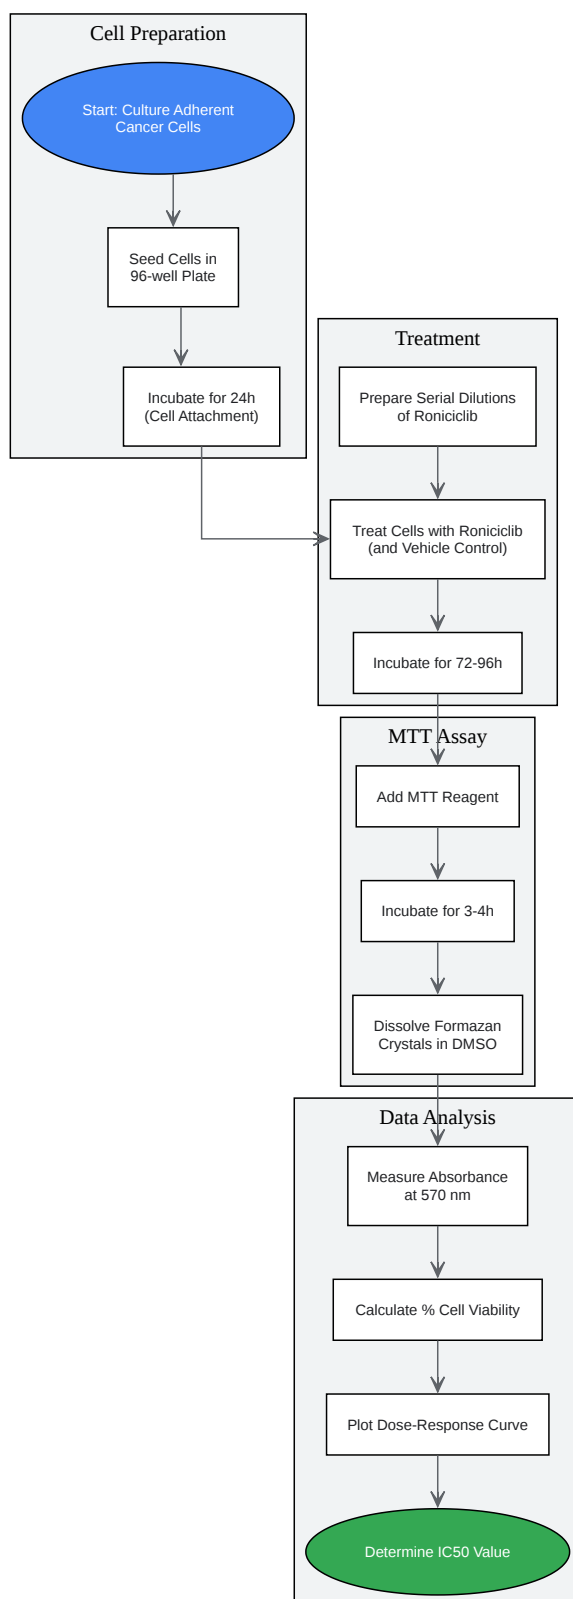 Cell Preparation
Start: Culture Adherent
Cancer Cells
Seed Cells in
96-well Plate
Incubate for 24h
(Cell Attachment)
Treatment
Prepare Serial Dilutions
of Roniciclib
Treat Cells with Roniciclib
(and Vehicle Control)
Incubate for 72-96h
MTT Assay
Add MTT Reagent
Incubate for 3-4h
Dissolve Formazan
Crystals in DMSO
Data Analysis
Measure Absorbance
at 570 nm
Calculate % Cell Viability
Plot Dose-Response Curve
Determine IC50 Value